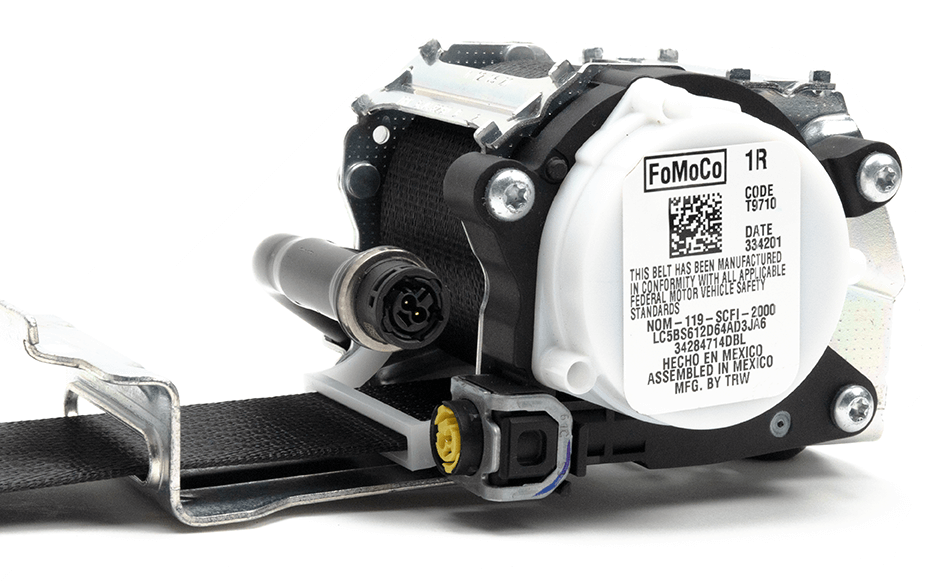 FoMoCo 1R
CODE
T9710
DATE
334201
THIS BELT HAS BEEN MANUFACTURED
IN CONFORMITY WITH ALL APPLICABLE
FEDERAL MOTOR VEHICLE SAFETY
STANDARDS
NOM-119-SCFI-2000
LC5BS612D64AD3JA6
34284714DBL
HECHO EN MEXICO
ASSEMBLED IN MEXICO
MFG. BY TRW